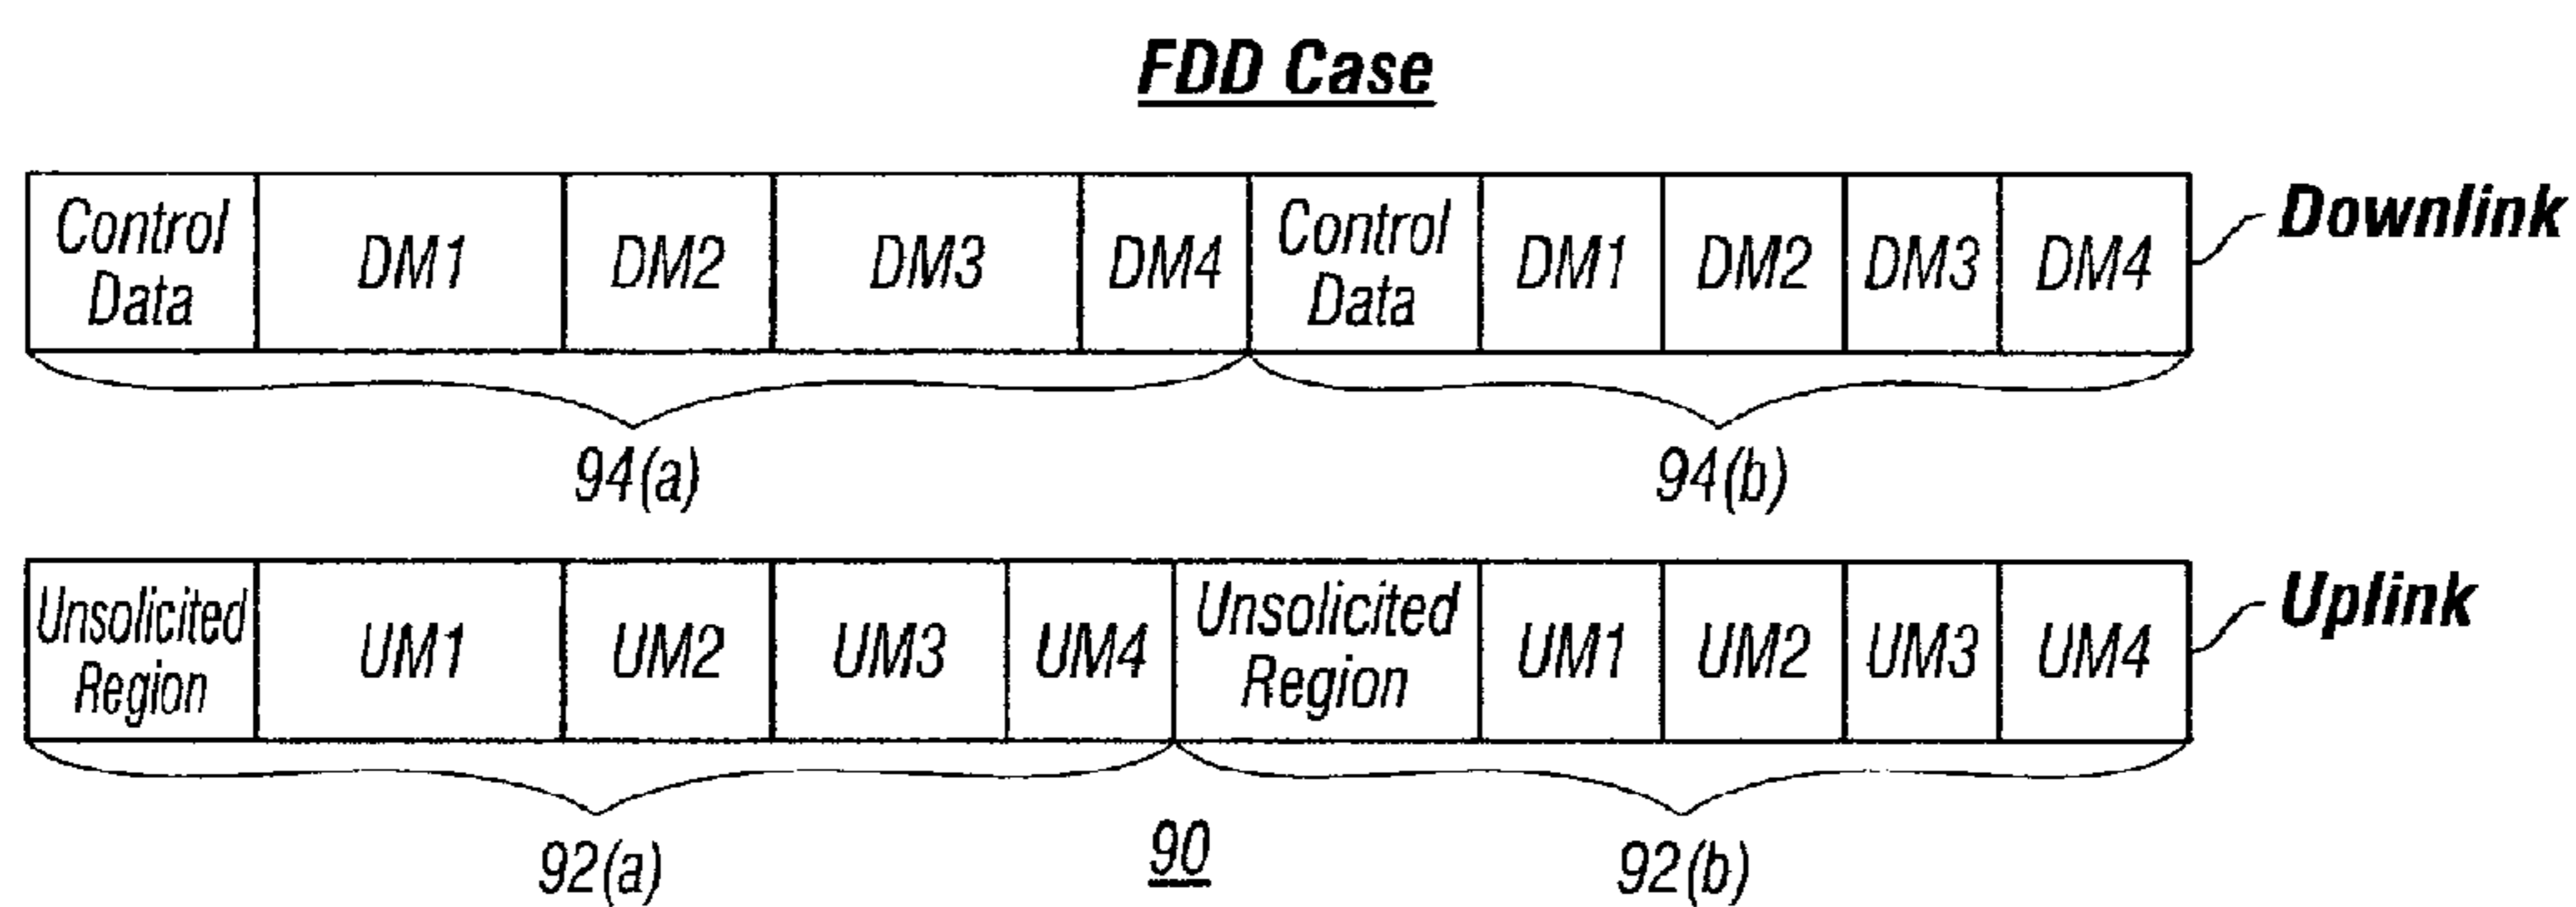 FDD Case
Control Data DM1 DM2 DM3 DM4 Control Data DM1 DM2 DM3 DM4 Downlink
94(a) 94(b)
Unsolicited Region UM1 UM2 UM3 UM4 Unsolicited Region UM1 UM2 UM3 UM4 Uplink
92(a) 90 92(b)